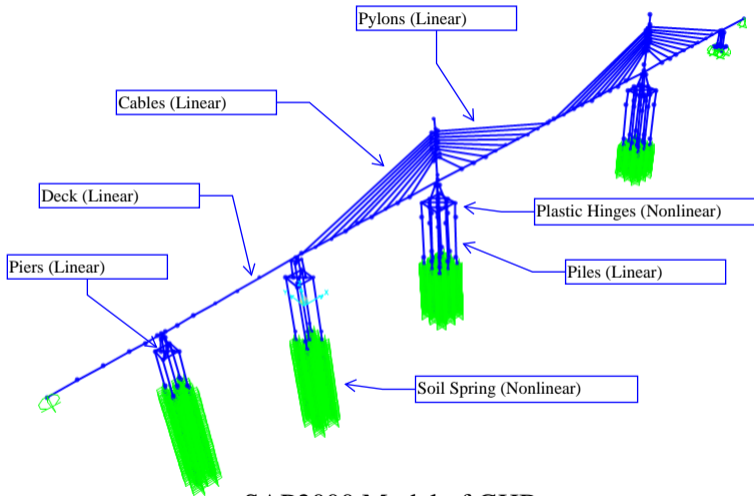 Pylons (Linear)
Cables (Linear)
Deck (Linear)
Plastic Hinges (Nonlinear)
Piers (Linear)
Piles (Linear)
Soil Spring (Nonlinear)